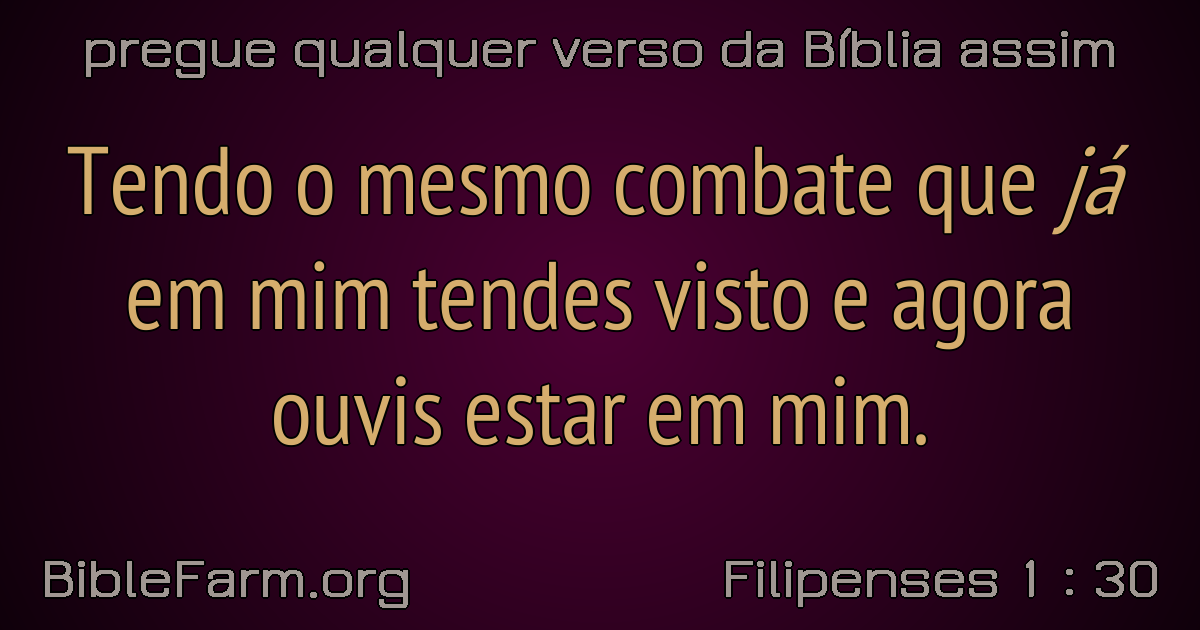 pregue qualquer verso da Bíblia assim
Tendo o mesmo combate que já
em mim tendes visto e agora
ouvis estar em mim.
BibleFarm.org
Filipenses 1 : 30